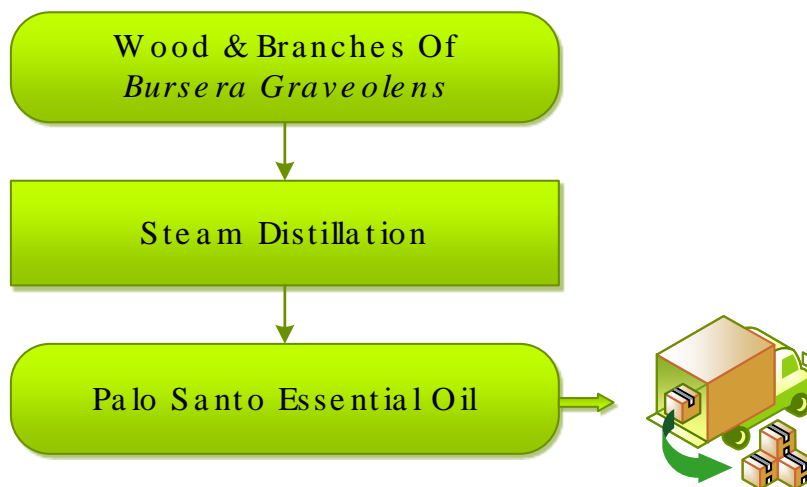 Wood & Branches Of
Bursera Graveolens
Steam Distillation
Palo Santo Essential Oil